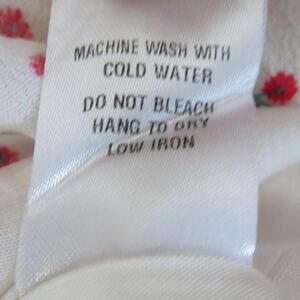 MACHINE WASH WITH
COLD WATER
DO NOT BLEACH
HANG TO DRY
LOW IRON